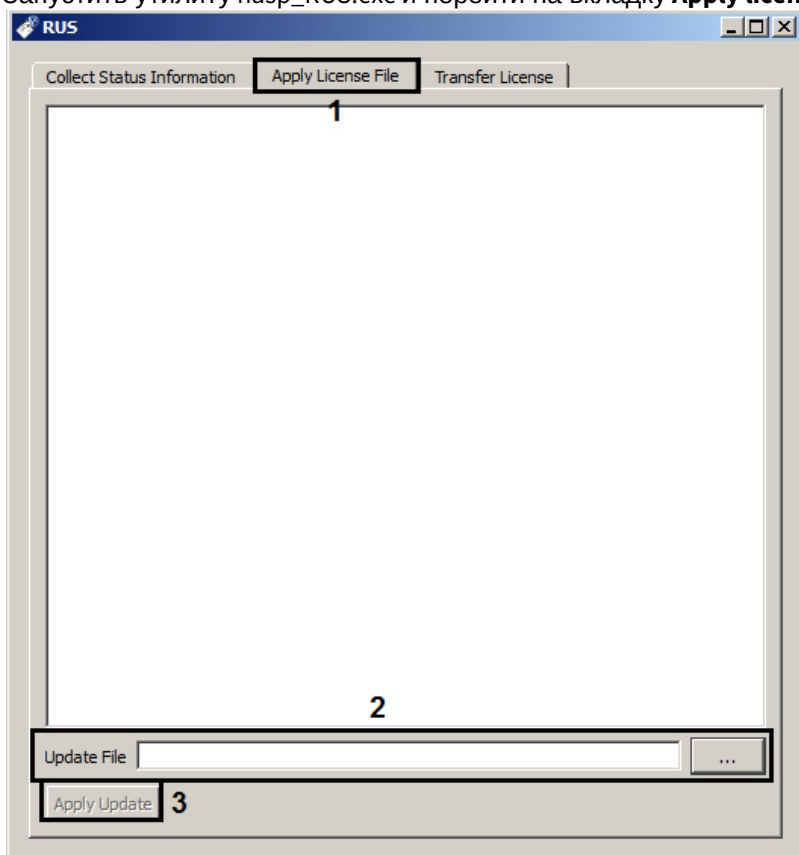 Запустить утилиту hasp_RUS.exe и перейти на вкладку Apply licen
RUS
Collect Status Information Apply License File Transfer License
1
2
Update File ...
Apply Update 3